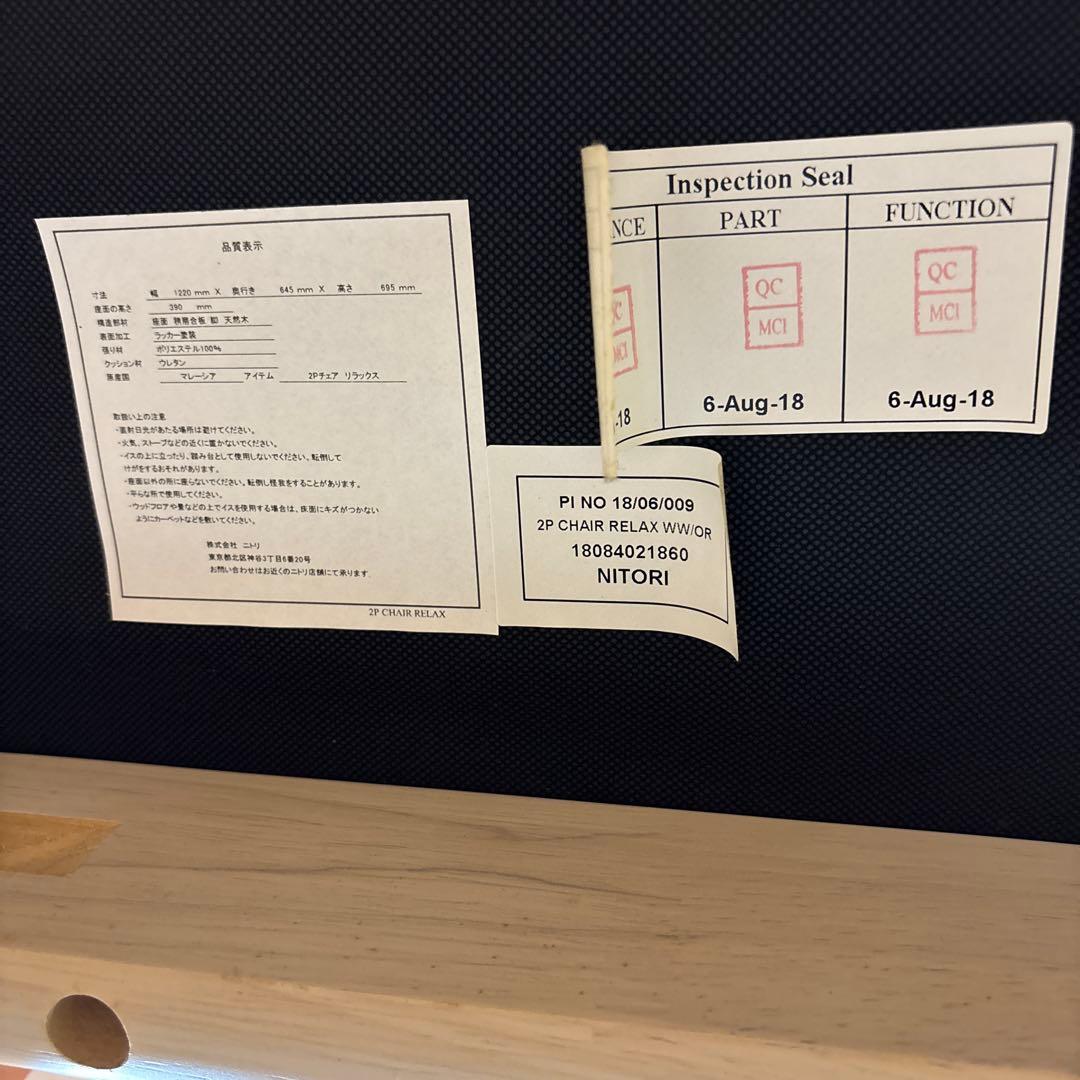 品質表示
寸法 幅 1220 mm X 奥行き 645 mm X 高さ 695 mm
座面の高さ 390 mm
構造部材 座面 積層合板 脚 天然木
表面加工 ラッカー塗装
張り材 ポリエステル100%
クッション材 ウレタン
原産国 マレーシア アイテム 2Pチェア リラックス
取扱い上の注意
・直射日光があたる場所は避けてください。
・火気、ストーブなどの近くに置かないでください。
・イスの上に立ったり、踏み台として使用しないでください。転倒して
けがをするおそれがあります。
・座面以外の所に座らないでください。転倒し怪我をすることがあります。
・平らな所で使用してください。
・ウッドフロアや畳などの上でイスを使用する場合は、床面にキズがつかない
ようにカーペットなどを敷いてください。
株式会社 ニトリ
東京都北区神谷3丁目6番20号
お問い合わせはお近くのニトリ店舗にて承ります.
2P CHAIR RELAX
Inspection Seal
NCE PART FUNCTION
QC QC QC
MCI MCI MCI
-18 6-Aug-18 6-Aug-18
PI NO 18/06/009
2P CHAIR RELAX WW/OR
18084021860
NITORI